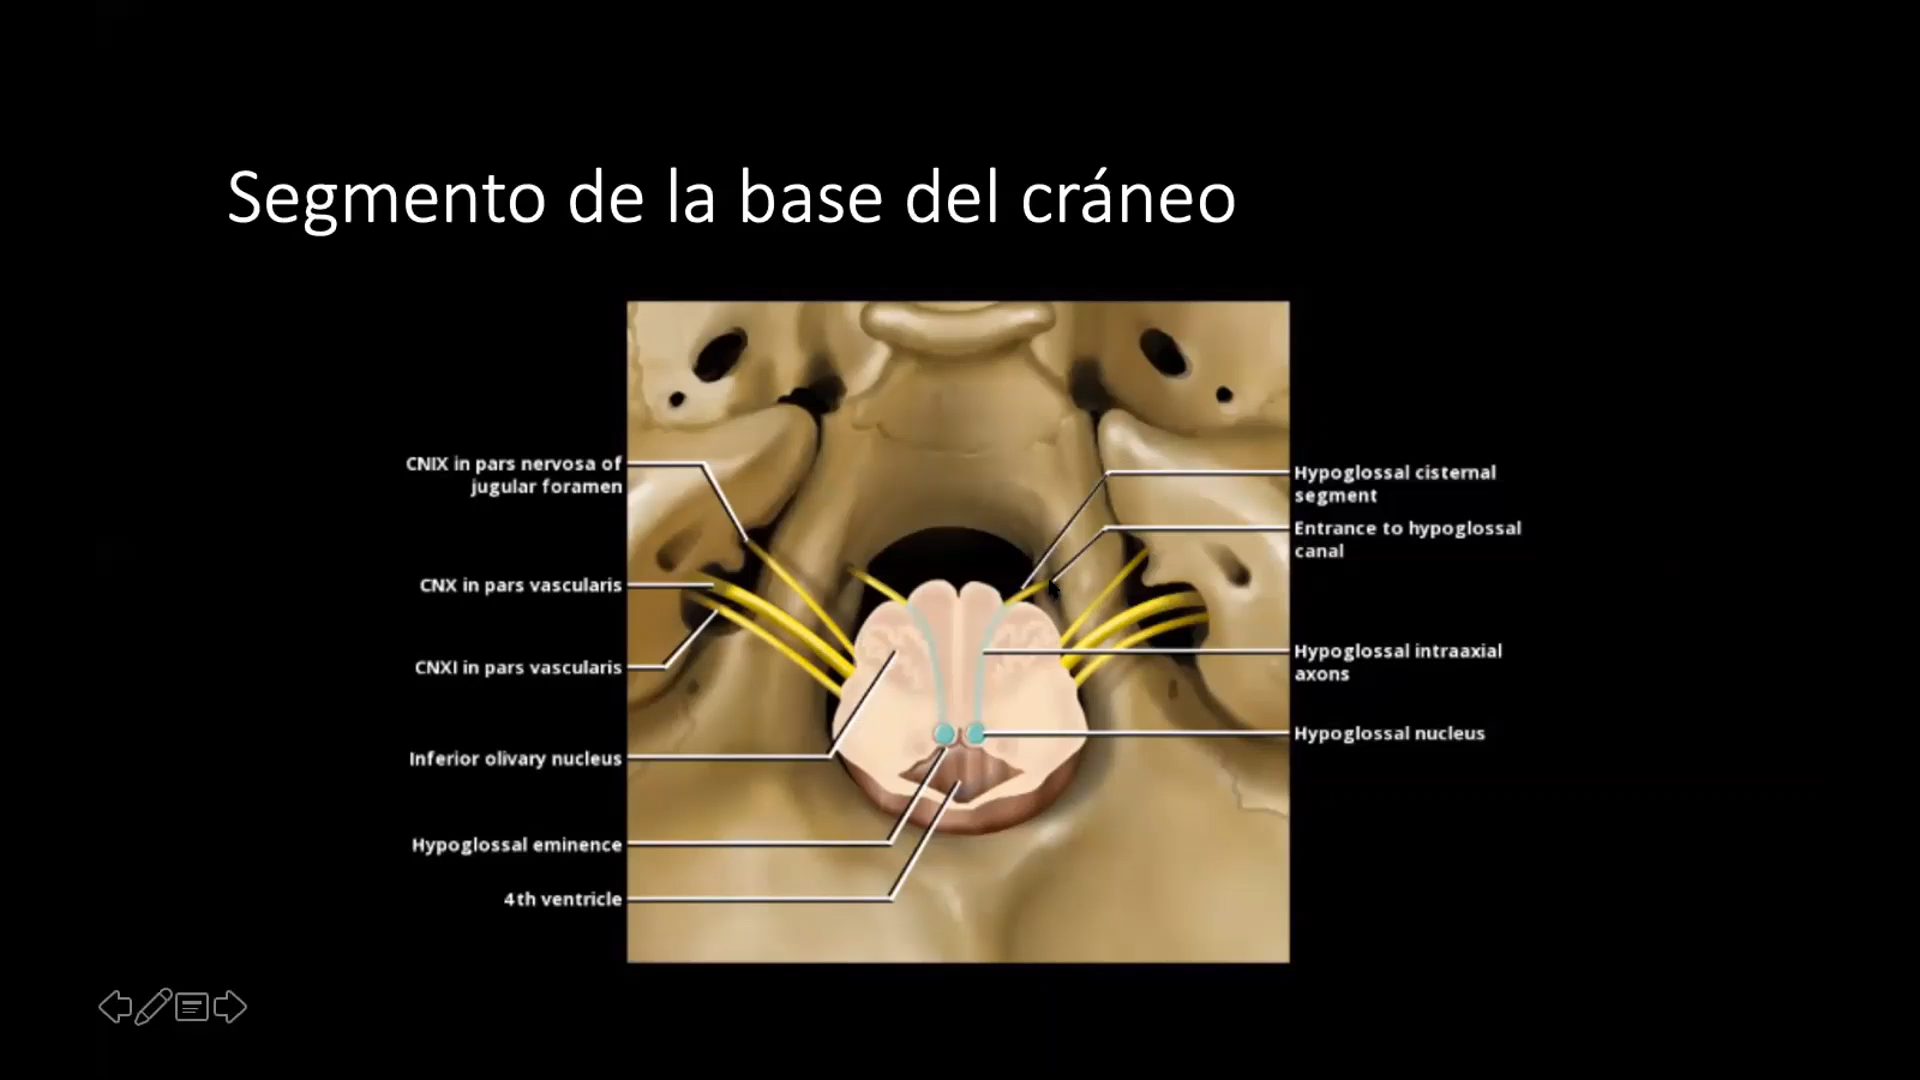 Segmento de la base del cráneo
CNIX in pars nervosa of
jugular foramen
CNX in pars vascularis
CNXI in pars vascularis
Inferior olivary nucleus
Hypoglossal eminence
4th ventricle
Hypoglossal cisternal
segment
Entrance to hypoglossal
canal
Hypoglossal intraaxial
axons
Hypoglossal nucleus